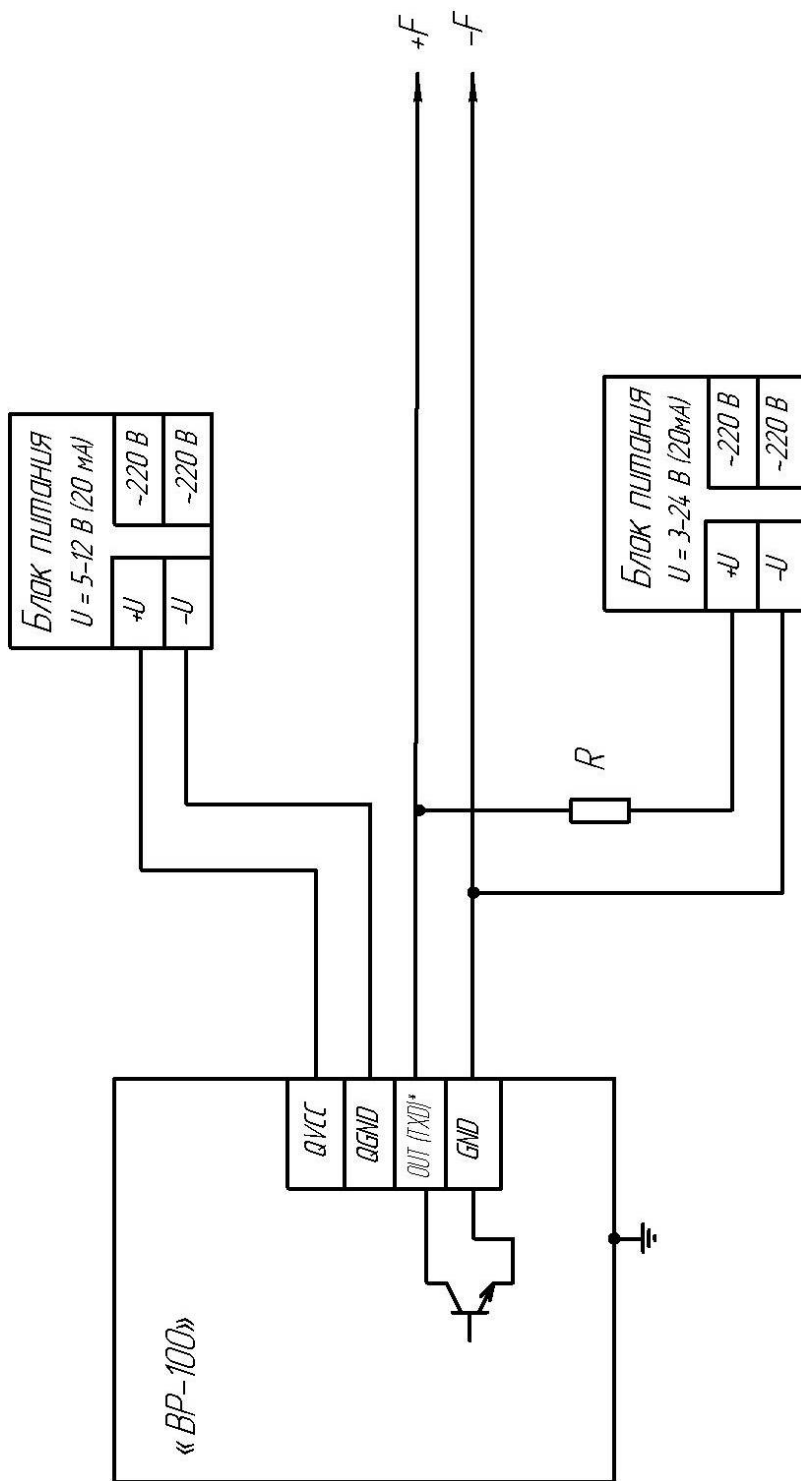 «ВР-100»
QVCC
QGND
OUT (TXD)*
GND
Блок питания
U = 5-12 В (20 мА)
+U
~220 В
-U
~220 В
R
Блок питания
U = 3-24 В (20мА)
+U
~220 В
-U
~220 В
+F
-F